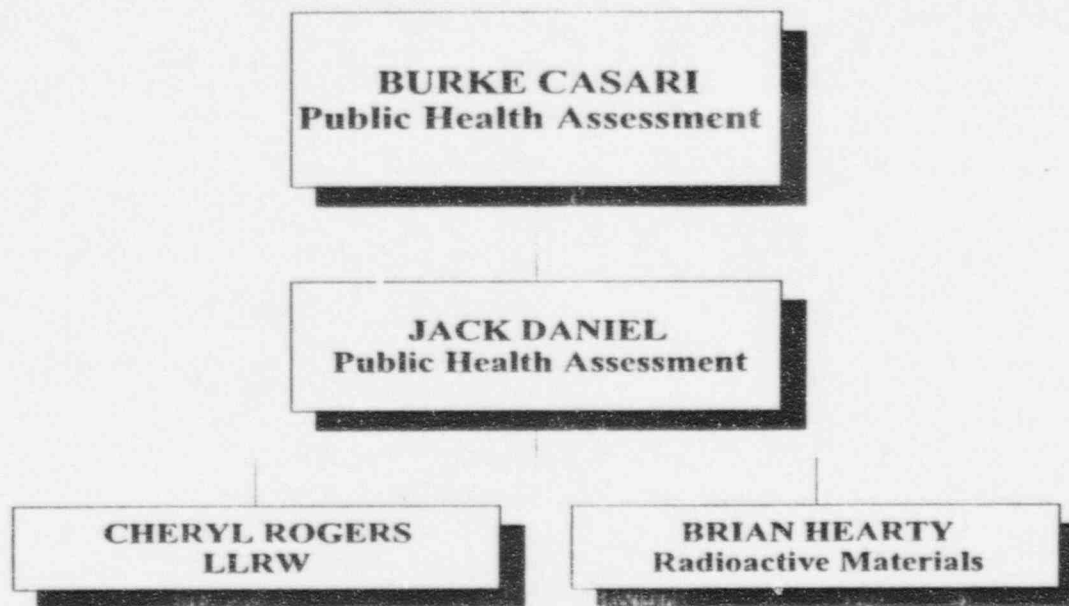 BURKE CASARI
Public Health Assessment
JACK DANIEL
Public Health Assessment
CHERYL ROGERS
LLRW
BRIAN HEARTY
Radioactive Materials